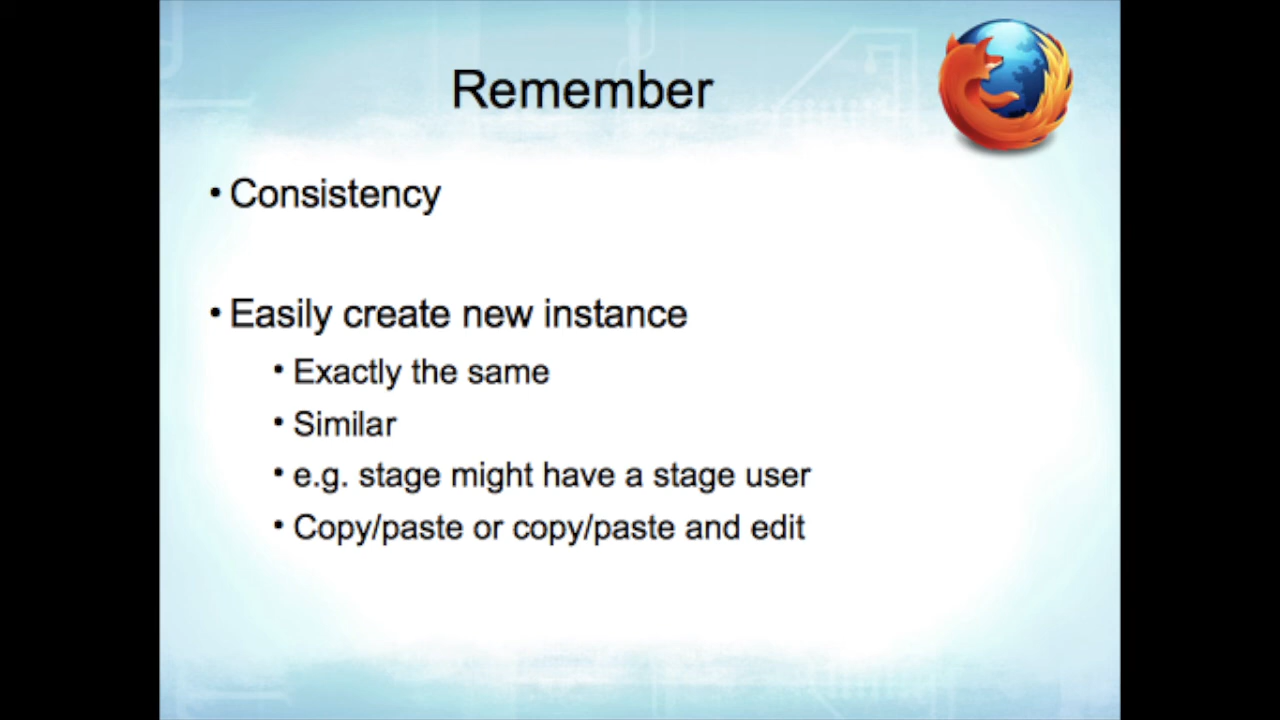 Remember
• Consistency
• Easily create new instance
• Exactly the same
• Similar
• e.g. stage might have a stage user
• Copy/paste or copy/paste and edit